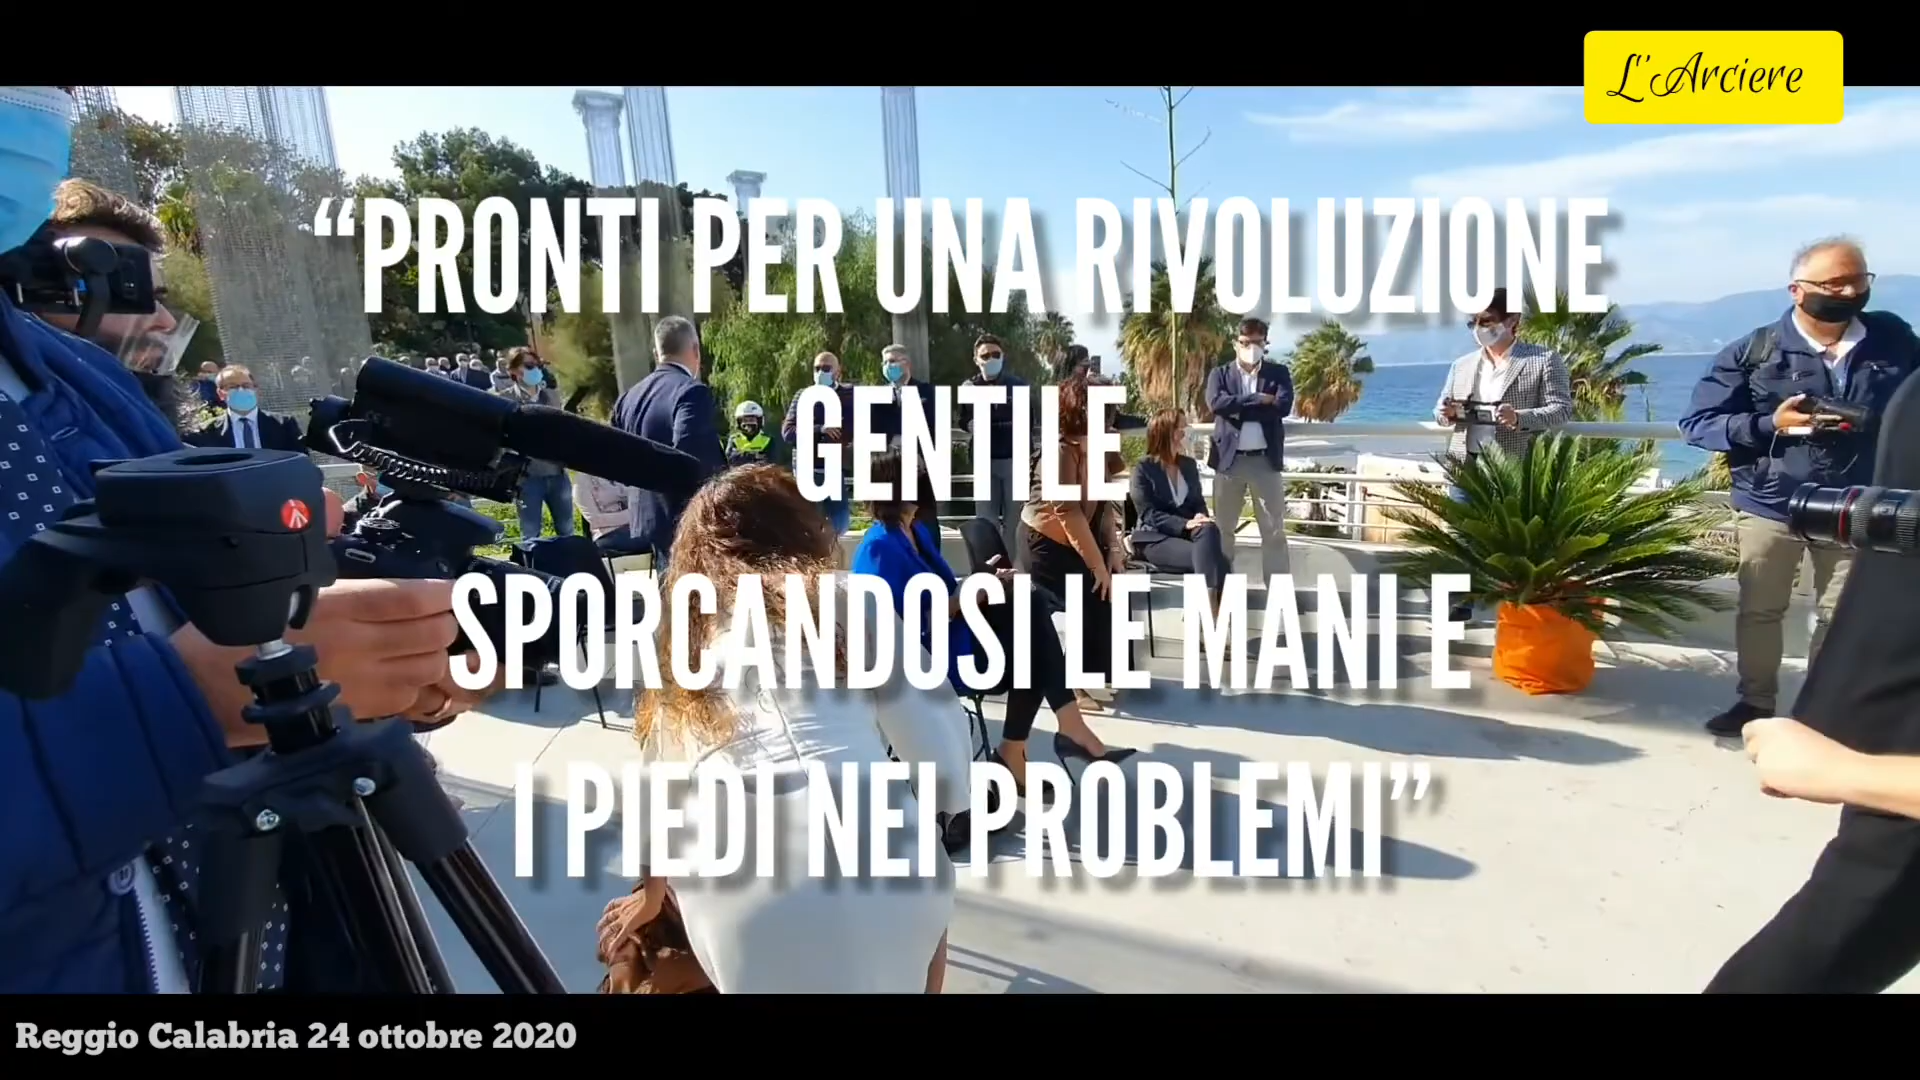 L'Arciere
“PRONTI PER UNA RIVOLUZIONE
GENTILE
SPORCANDOSI LE MANI E
I PIEDI NEI PROBLEMI”
Reggio Calabria 24 ottobre 2020